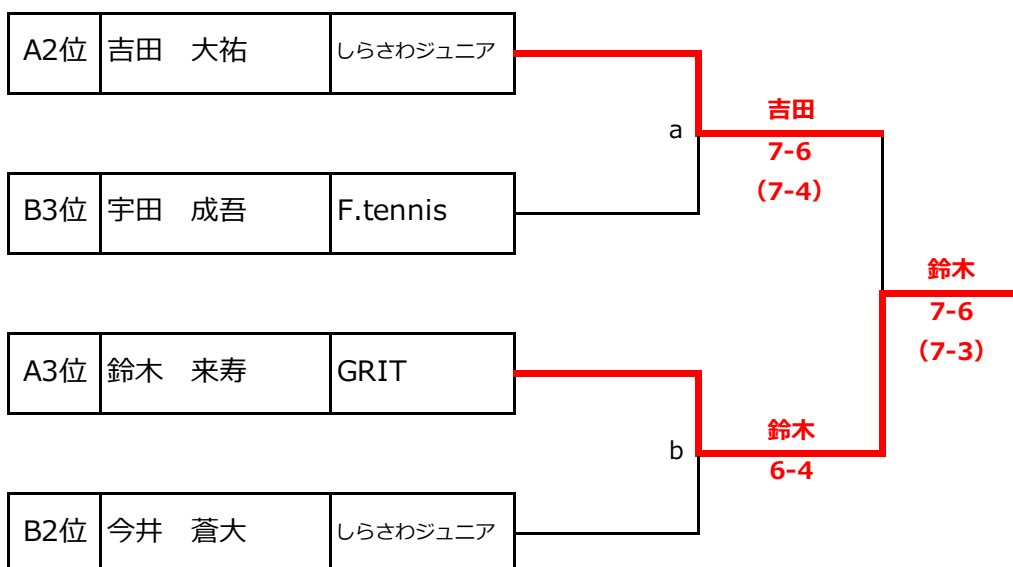 A2位 吉田　大祐 しらさわジュニア
吉田
a
7-6
（7-4）
B3位 宇田　成吾 F.tennis
鈴木
7-6
（7-3）
A3位 鈴木　来寿 GRIT
鈴木
b
6-4
B2位 今井　蒼大 しらさわジュニア